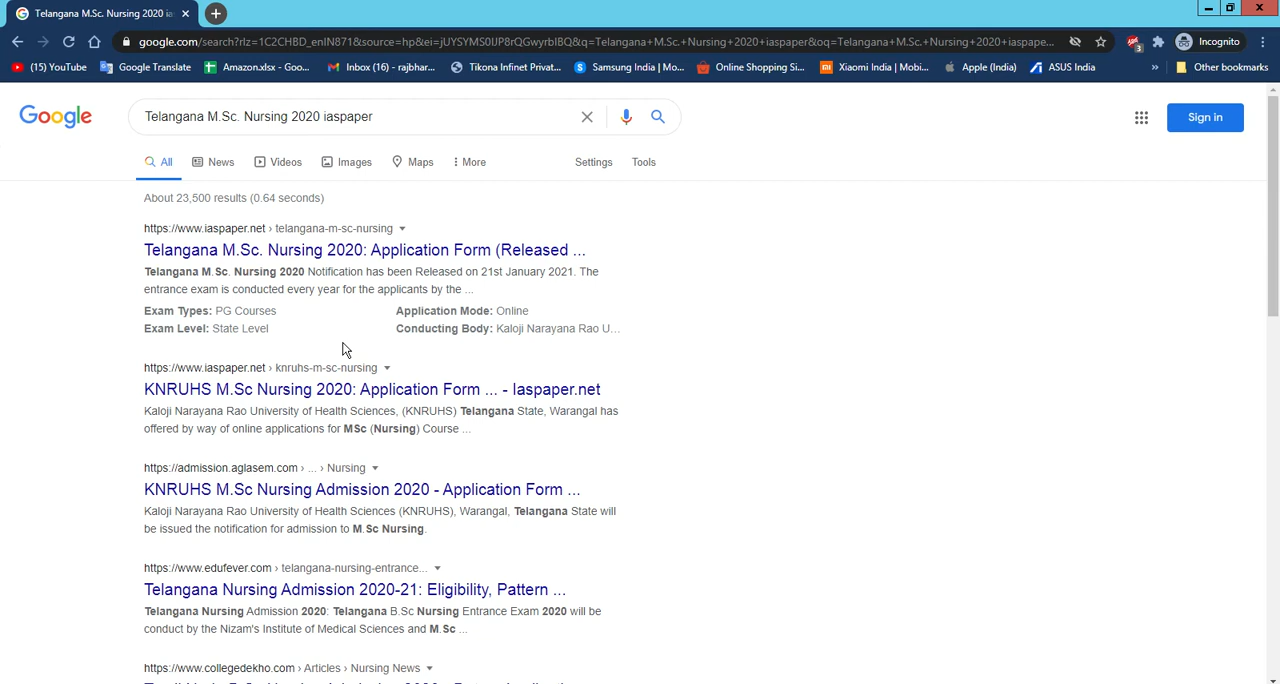 Telangana M.Sc. Nursing 2020 ias
google.com/search?rlz=1C2CHBD_enIN871&source=hp&ei=jUYSYMS0IJP8rQGwyrbIBQ&q=Telangana+M.Sc.+Nursing+2020+iaspaper&oq=Telangana+M.Sc.+Nursing+2020+iaspape...
3
Incognito
(15) YouTube
Google Translate
Amazon.xlsx - Goo...
Inbox (16) - rajbhar...
Tikona Infinet Privat...
Samsung India | Mo...
Online Shopping Si...
Xiaomi India | Mobi...
Apple (India)
ASUS India
»
Other bookmarks
Google
Telangana M.Sc. Nursing 2020 iaspaper
Sign in
All
News
Videos
Images
Maps
More
Settings
Tools
About 23,500 results (0.64 seconds)
https://www.iaspaper.net › telangana-m-sc-nursing
Telangana M.Sc. Nursing 2020: Application Form (Released ...
Telangana M.Sc. Nursing 2020 Notification has been Released on 21st January 2021. The
entrance exam is conducted every year for the applicants by the ...
Exam Types: PG Courses
Application Mode: Online
Exam Level: State Level
Conducting Body: Kaloji Narayana Rao U...
https://www.iaspaper.net › knruhs-m-sc-nursing
KNRUHS M.Sc Nursing 2020: Application Form ... - Iaspaper.net
Kaloji Narayana Rao University of Health Sciences, (KNRUHS) Telangana State, Warangal has
offered by way of online applications for MSc (Nursing) Course ...
https://admission.aglasem.com › ... › Nursing
KNRUHS M.Sc Nursing Admission 2020 - Application Form ...
Kaloji Narayana Rao University of Health Sciences (KNRUHS), Warangal, Telangana State will
be issued the notification for admission to M.Sc Nursing.
https://www.edufever.com › telangana-nursing-entrance...
Telangana Nursing Admission 2020-21: Eligibility, Pattern ...
Telangana Nursing Admission 2020: Telangana B.Sc Nursing Entrance Exam 2020 will be
conduct by the Nizam's Institute of Medical Sciences and M.Sc ...
https://www.collegedekho.com › Articles › Nursing News